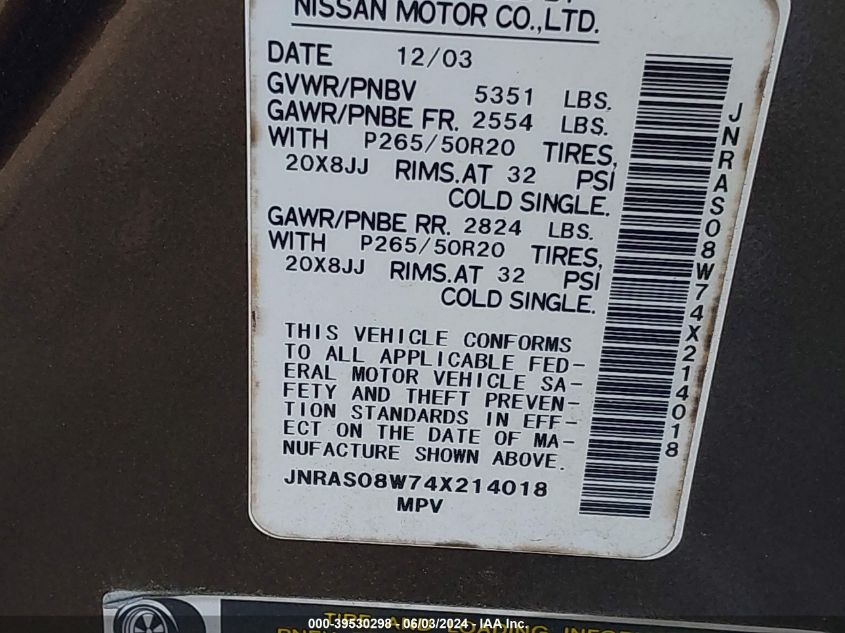 NISSAN MOTOR CO.,LTD.
DATE 12/03
GVWR/PNBV 5351 LBS.
GAWR/PNBE FR. 2554 LBS.
WITH P265/50R20 TIRES,
20X8JJ RIMS.AT 32 PSI
COLD SINGLE.
GAWR/PNBE RR. 2824 LBS.
WITH P265/50R20 TIRES,
20X8JJ RIMS.AT 32 PSI
COLD SINGLE.
THIS VEHICLE CONFORMS
TO ALL APPLICABLE FED-
ERAL MOTOR VEHICLE SA-
FETY AND THEFT PREVEN-
TION STANDARDS IN EFF-
ECT ON THE DATE OF MA-
NUFACTURE SHOWN ABOVE.
JNRAS08W74X214018
MPV
JNRAS08W74X214018
TIRE AND LOADING
000-39530298 - 06/03/2024 - IAA Inc.